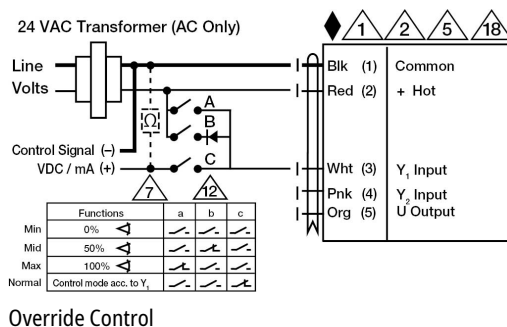 24 VAC Transformer (AC Only)
1 2 5 18
Line
Volts
Blk (1) Common
Red (2) + Hot
A
B
Ω
Control Signal (–)
VDC / mA (+)
C
Wht (3) Y1 Input
Pnk (4) Y2 Input
Org (5) U Output
7 12
Functions a b c
Min 0%
Mid 50%
Max 100%
Normal Control mode acc. to Y1
Override Control